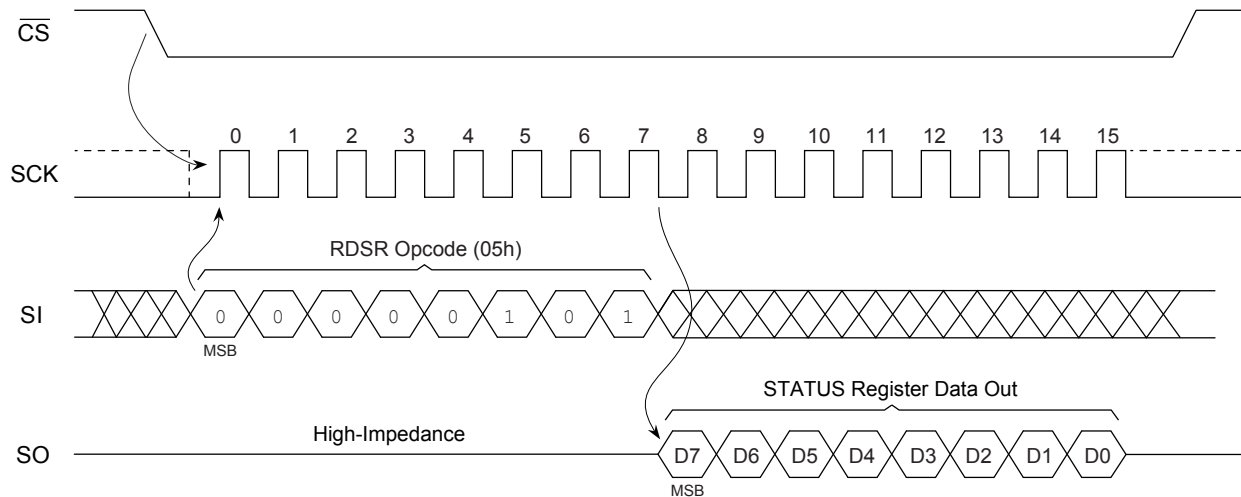 CS
0 1 2 3 4 5 6 7 8 9 10 11 12 13 14 15
SCK
RDSR Opcode (05h)
SI 0 0 0 0 0 1 0 1
MSB
STATUS Register Data Out
High-Impedance
SO D7 D6 D5 D4 D3 D2 D1 D0
MSB